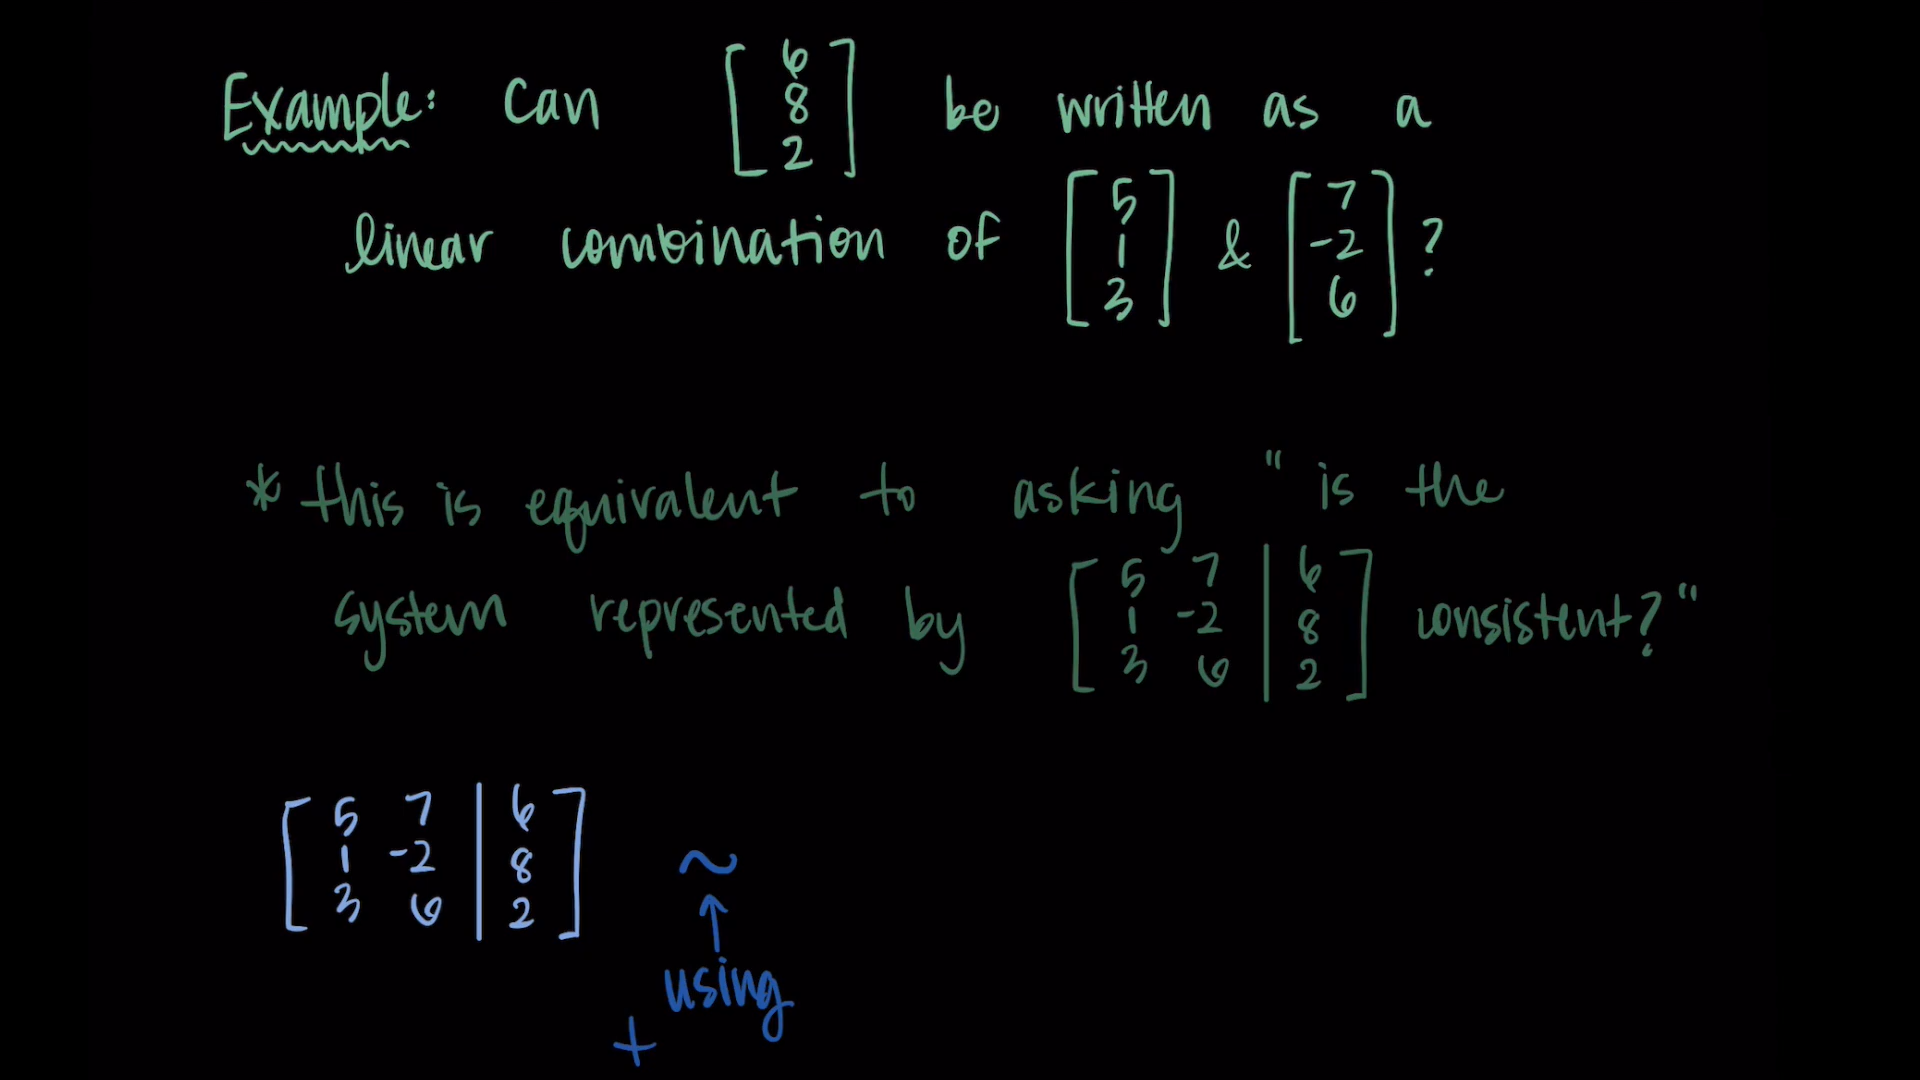 Example: Can [6 8 2] be written as a
linear combination of [5 1 3] & [7 -2 6]?
* this is equivalent to asking "is the
system represented by [5 7 | 6
1 -2 | 8
3 6 | 2] consistent?"
[5 7 | 6
1 -2 | 8
3 6 | 2] ~
↑
using
+